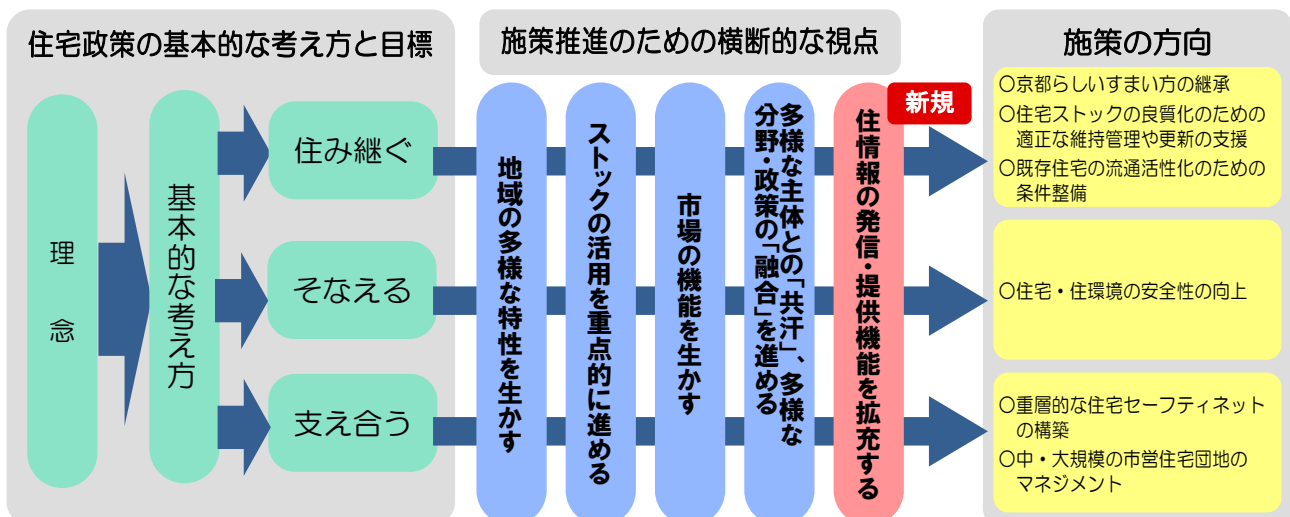 住宅政策の基本的な考え方と目標
理念
基本的な考え方
住み継ぐ
そなえる
支え合う
施策推進のための横断的な視点
地域の多様な特性を生かす
ストックの活用を重点的に進める
市場の機能を生かす
多様な主体との「共汗」、多様な
分野・政策の「融合」を進める
新規
住情報の発信・提供機能を拡充する
施策の方向
〇京都らしいすまい方の継承
〇住宅ストックの良質化のための
適正な維持管理や更新の支援
〇既存住宅の流通活性化のための
条件整備
〇住宅・住環境の安全性の向上
〇重層的な住宅セーフティネット
の構築
〇中・大規模の市営住宅団地の
マネジメント